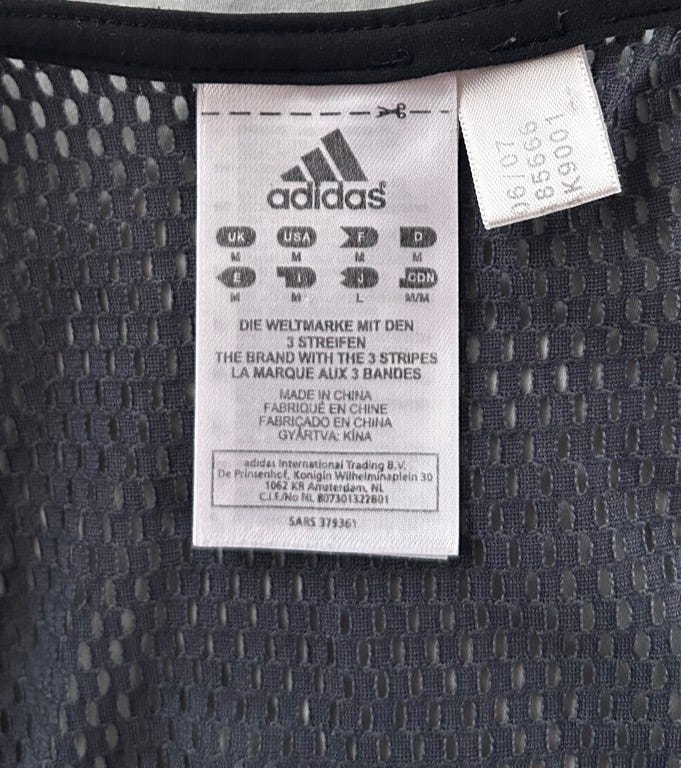 adidas
UK USA F D
M M M M
E I J CDN
M M L M/M
DIE WELTMARKE MIT DEN
3 STREIFEN
THE BRAND WITH THE 3 STRIPES
LA MARQUE AUX 3 BANDES
MADE IN CHINA
FABRIQUÉ EN CHINE
FABRICADO EN CHINA
GYÁRTVA: KÍNA
adidas International Trading B.V.
De Prinsenhof, Konigin Wilhelminaplein 30
1062 KR Amsterdam, NL
C.I.F./No NL 807301322B01
SARS 379361
06/07
85666
K9001